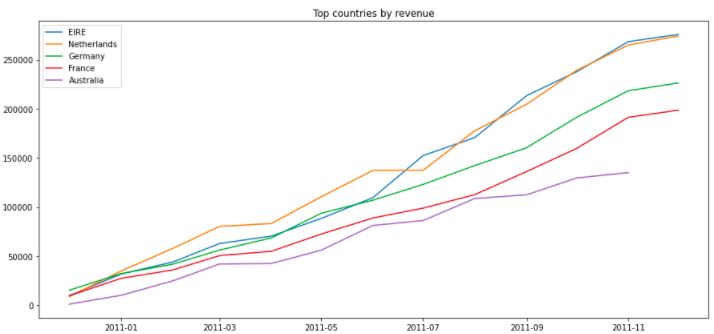 Top countries by revenue
EIRE
Netherlands
Germany
France
Australia
250000
200000
150000
100000
50000
0
2011-01 2011-03 2011-05 2011-07 2011-09 2011-11